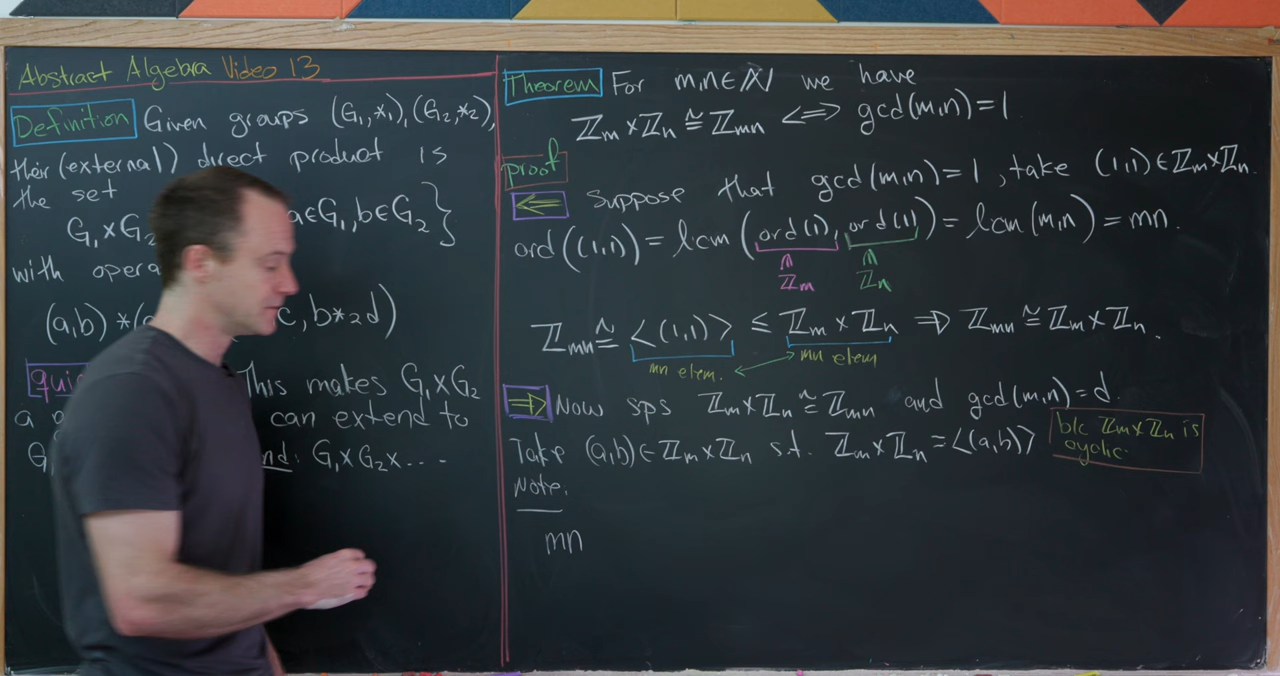 Abstract Algebra Video 13
Definition Given groups (G₁,*₁),(G₂,*₂),
their (external) direct product is
the set
G₁×G₂ a∈G₁,b∈G₂}
with opera
(a,b)*( c, b*₂d)
This makes G₁×G₂
a can extend to
G₁×G₂×...
Theorem For m,n∈ℕ we have
ℤm×ℤn≅ℤmn <=> gcd(m,n)=1
proof
<= Suppose that gcd(m,n)=1, take (1,1)∈ℤm×ℤn.
ord((1,1))=lcm(ord(1),ord(1))=lcm(m,n)=mn.
∩ ∩
ℤm ℤn
ℤmn≅<(1,1)> ≤ ℤm×ℤn => ℤmn≅ℤm×ℤn.
mn elem. mn elem
=> Now sps ℤm×ℤn≅ℤmn and gcd(m,n)=d.
Take (a,b)∈ℤm×ℤn s.t. ℤm×ℤn=<(a,b)>
b/c ℤm×ℤn is
cyclic.
Note:
mn